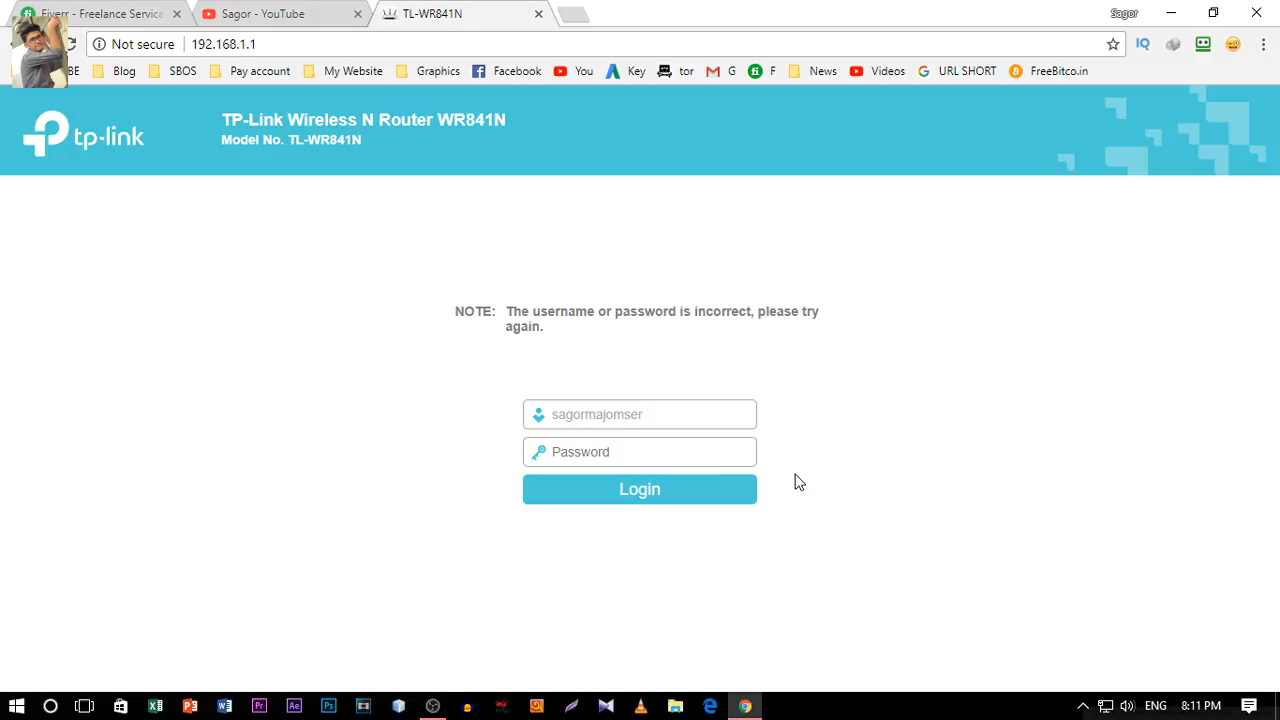 Fiverr - Freelance Service
Sagor - YouTube
TL-WR841N
Sagor
Not secure
192.168.1.1
BE
Blog
SBOS
Pay account
My Website
Graphics
Facebook
You
Key
tor
G
F
News
Videos
URL SHORT
FreeBitco.in
tp-link
TP-Link Wireless N Router WR841N
Model No. TL-WR841N
NOTE: The username or password is incorrect, please try
again.
sagormajomser
Password
Login
ENG
8:11 PM